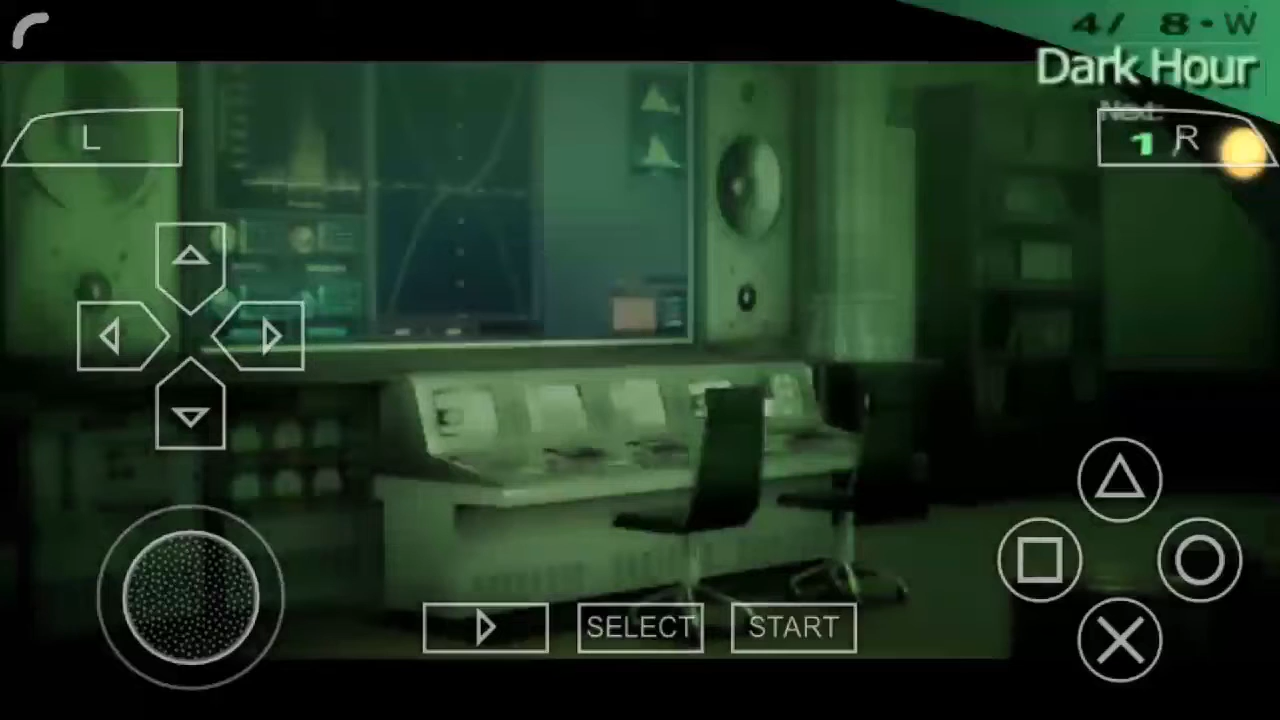 4/ 8・W
Dark Hour
Next:
1
L
R
SELECT
START